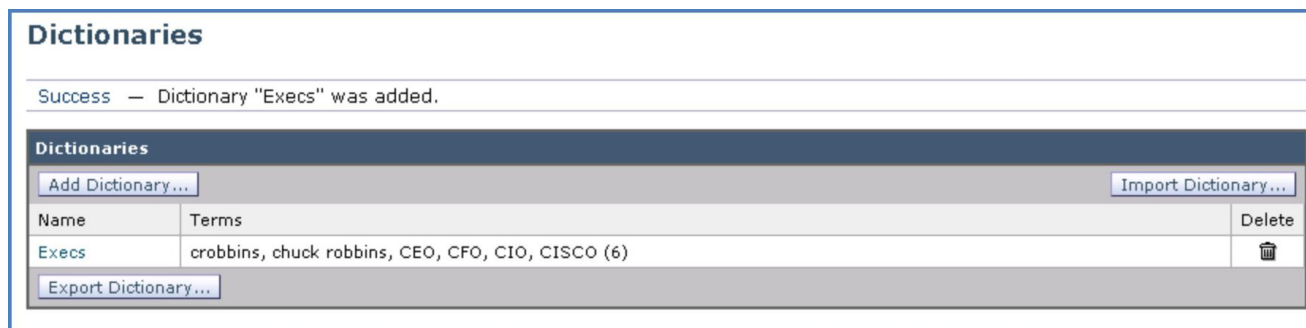 Dictionaries
Success — Dictionary "Execs" was added.
Dictionaries
Add Dictionary... Import Dictionary...
Name Terms Delete
Execs crobbins, chuck robbins, CEO, CFO, CIO, CISCO (6)
Export Dictionary...